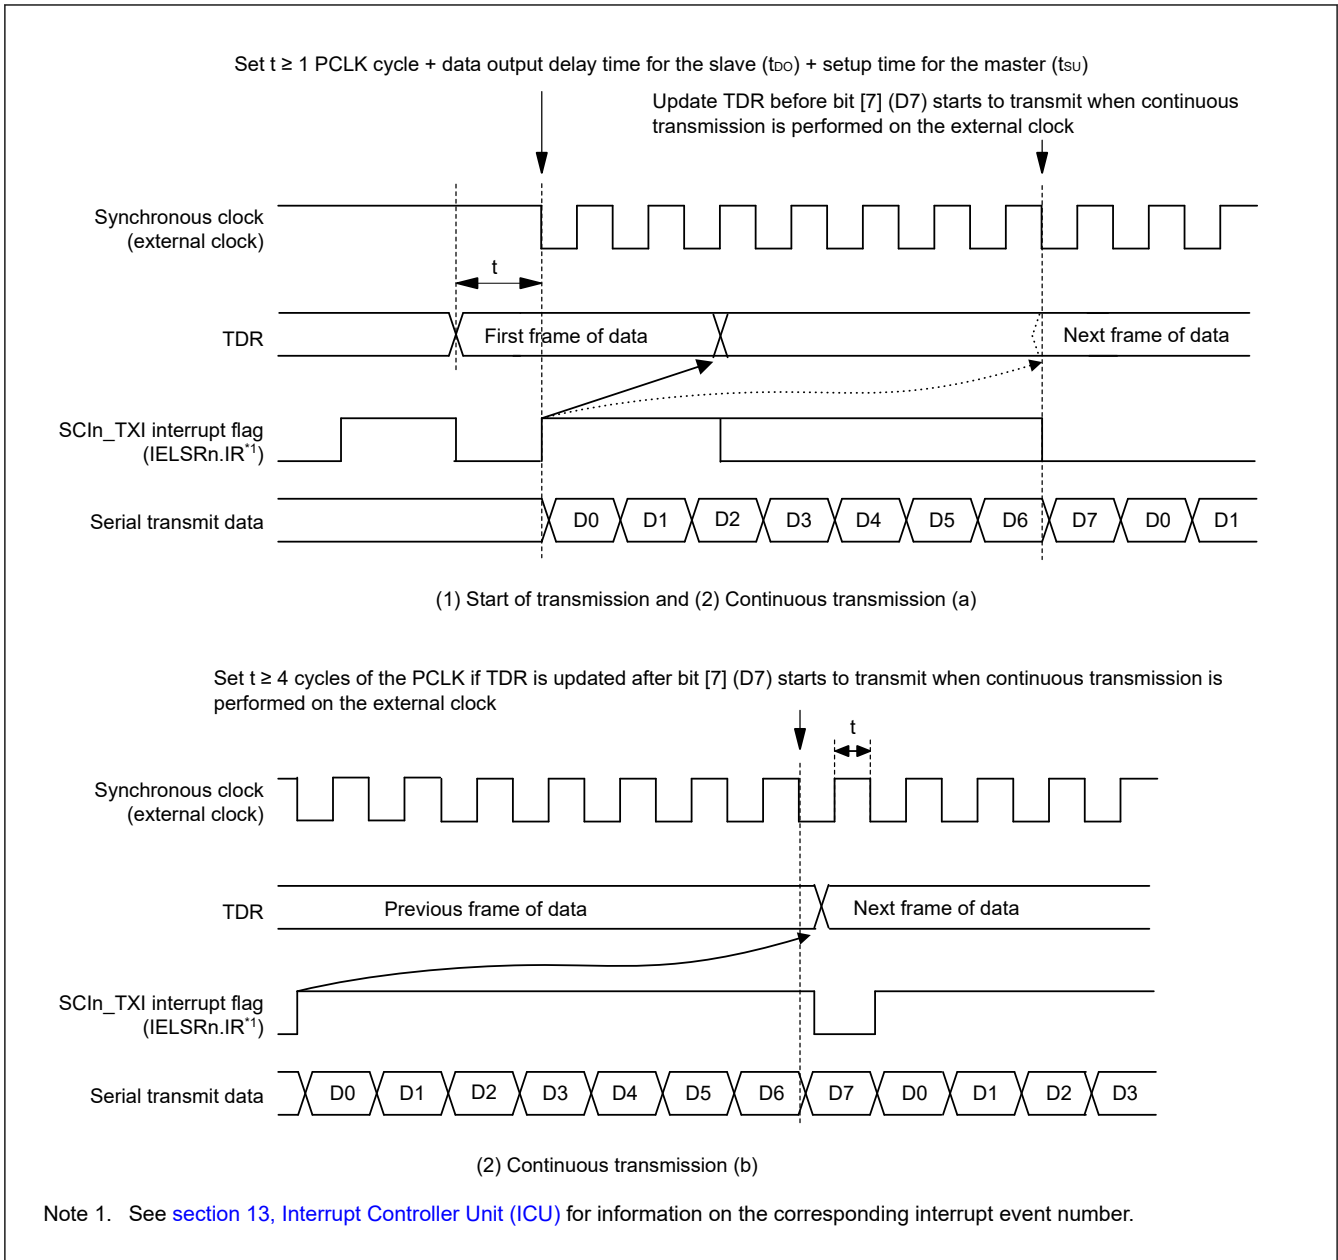 Set t ≥ 1 PCLK cycle + data output delay time for the slave (tDO) + setup time for the master (tSU)
Update TDR before bit [7] (D7) starts to transmit when continuous
transmission is performed on the external clock
Synchronous clock
(external clock)
t
TDR
First frame of data
Next frame of data
SCIn_TXI interrupt flag
(IELSRn.IR*1)
Serial transmit data
D0 D1 D2 D3 D4 D5 D6 D7 D0 D1
(1) Start of transmission and (2) Continuous transmission (a)
Set t ≥ 4 cycles of the PCLK if TDR is updated after bit [7] (D7) starts to transmit when continuous transmission is
performed on the external clock
t
Synchronous clock
(external clock)
TDR
Previous frame of data
Next frame of data
SCIn_TXI interrupt flag
(IELSRn.IR*1)
Serial transmit data
D0 D1 D2 D3 D4 D5 D6 D7 D0 D1 D2 D3
(2) Continuous transmission (b)
Note 1. See section 13, Interrupt Controller Unit (ICU) for information on the corresponding interrupt event number.